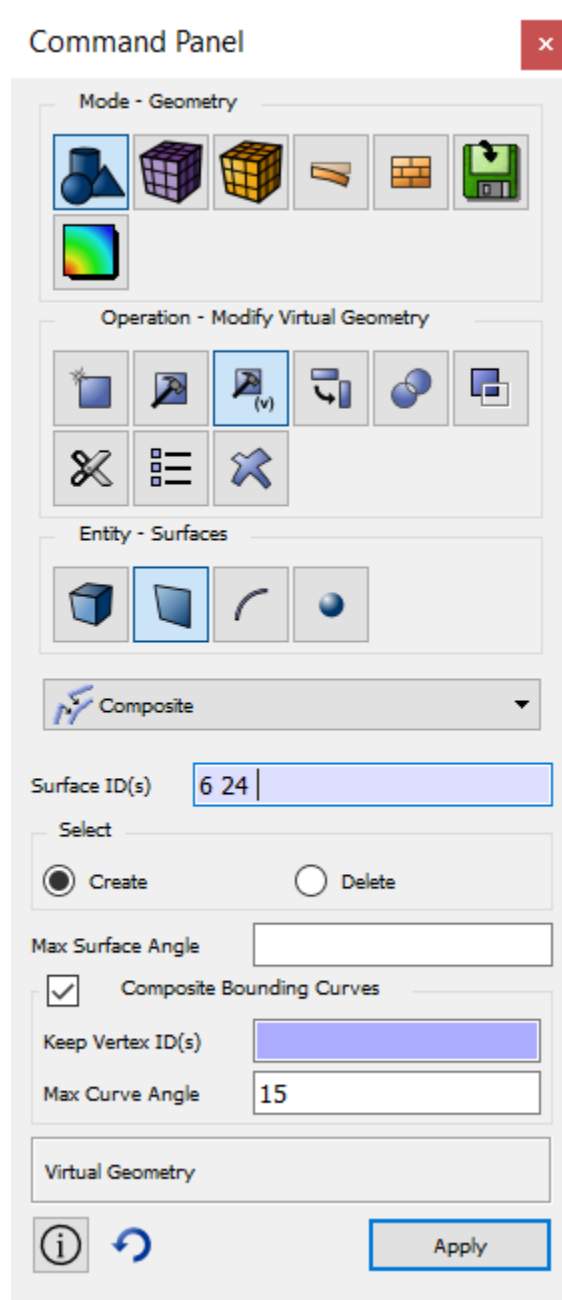 Command Panel
Mode - Geometry
Operation - Modify Virtual Geometry
(v)
Entity - Surfaces
Composite
Surface ID(s) 6 24
Select
Create Delete
Max Surface Angle
Composite Bounding Curves
Keep Vertex ID(s)
Max Curve Angle 15
Virtual Geometry
Apply